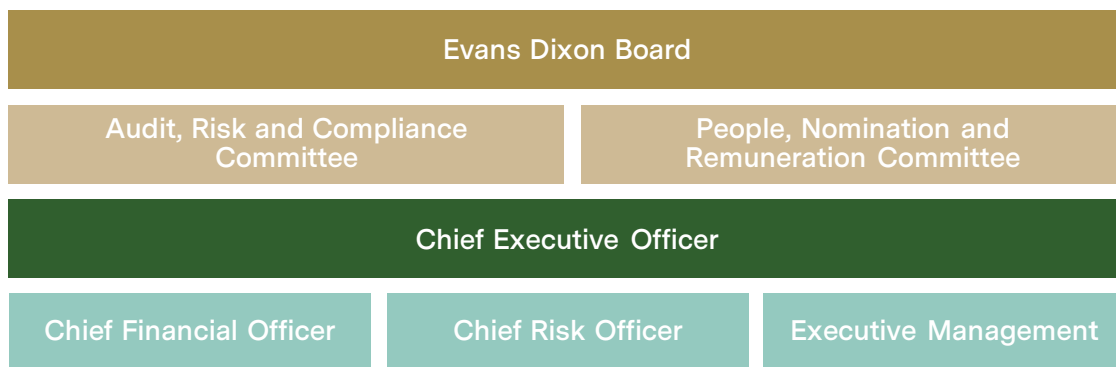 Evans Dixon Board
Audit, Risk and Compliance
Committee
People, Nomination and
Remuneration Committee
Chief Executive Officer
Chief Financial Officer
Chief Risk Officer
Executive Management